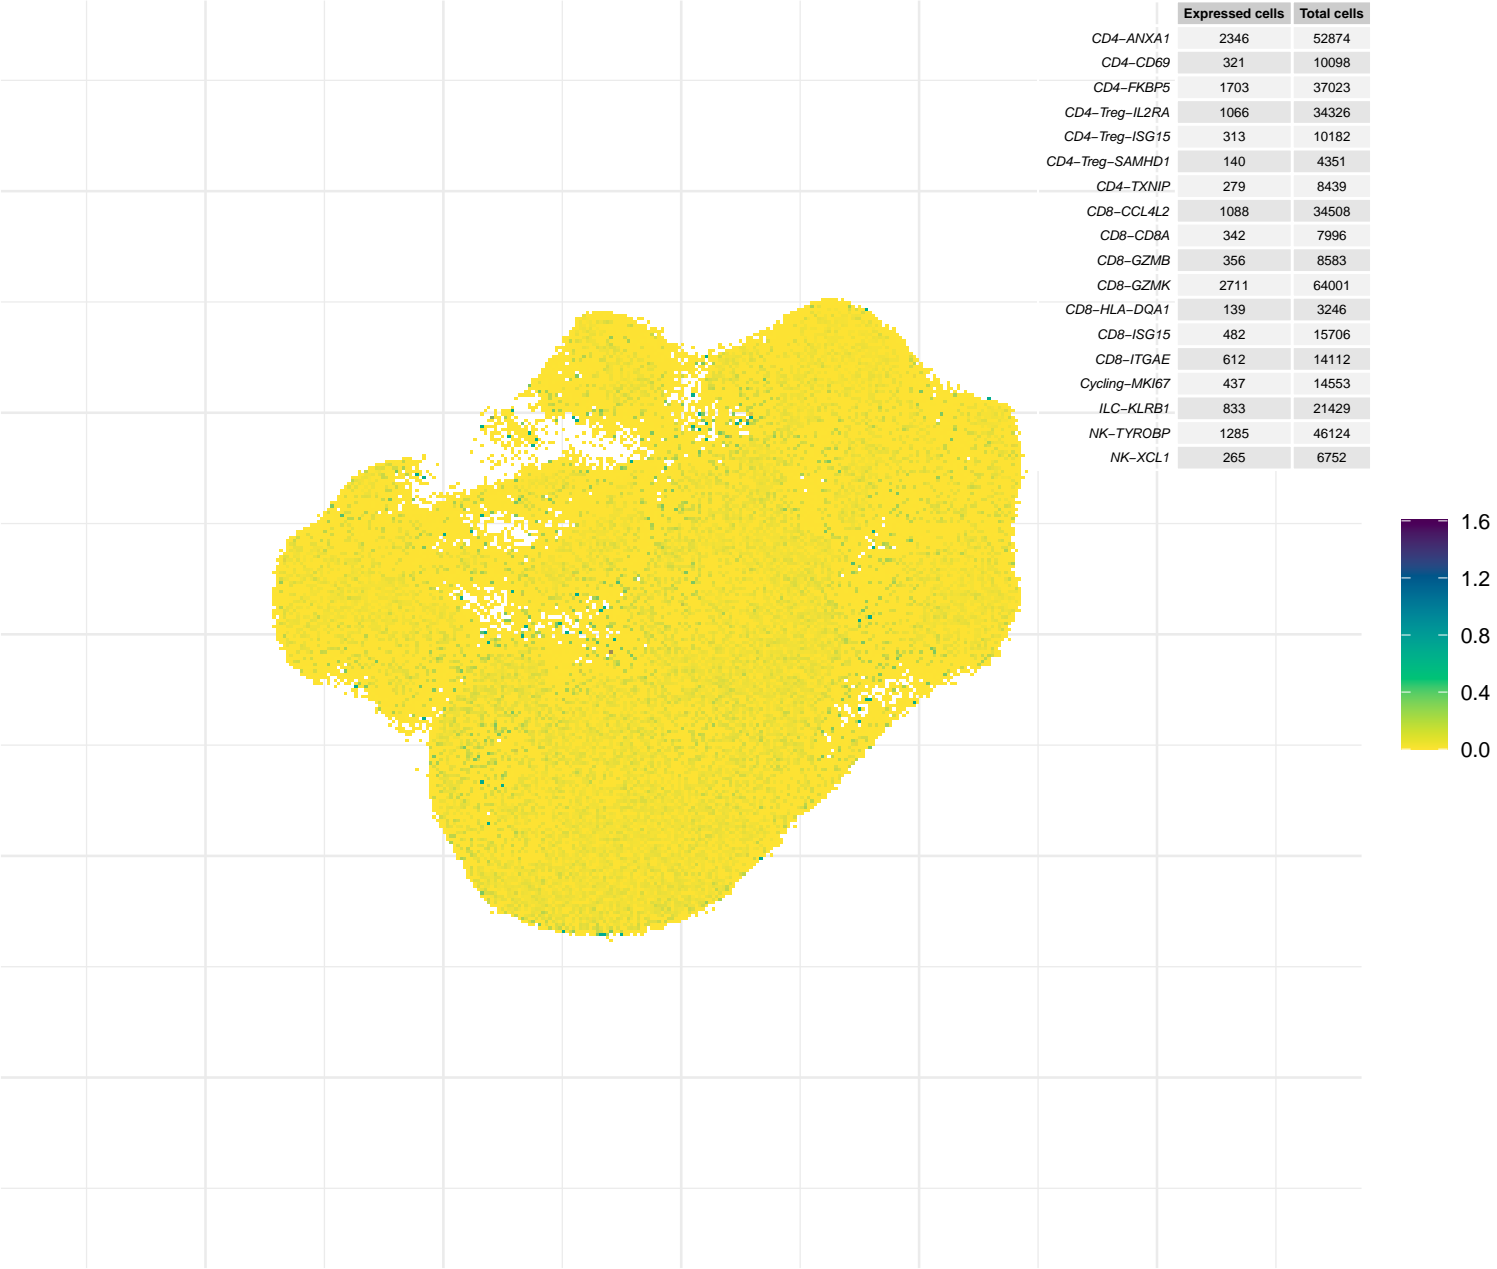 Expressed cells Total cells
CD4−ANXA1 2346 52874
CD4−CD69 321 10098
CD4−FKBP5 1703 37023
CD4−Treg−IL2RA 1066 34326
CD4−Treg−ISG15 313 10182
CD4−Treg−SAMHD1 140 4351
CD4−TXNIP 279 8439
CD8−CCL4L2 1088 34508
CD8−CD8A 342 7996
CD8−GZMB 356 8583
CD8−GZMK 2711 64001
CD8−HLA−DQA1 139 3246
CD8−ISG15 482 15706
CD8−ITGAE 612 14112
Cycling−MKI67 437 14553
ILC−KLRB1 833 21429
NK−TYROBP 1285 46124
NK−XCL1 265 6752
1.6
1.2
0.8
0.4
0.0